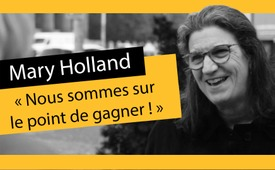 Mary Holland
« Nous sommes sur
le point de gagner ! »